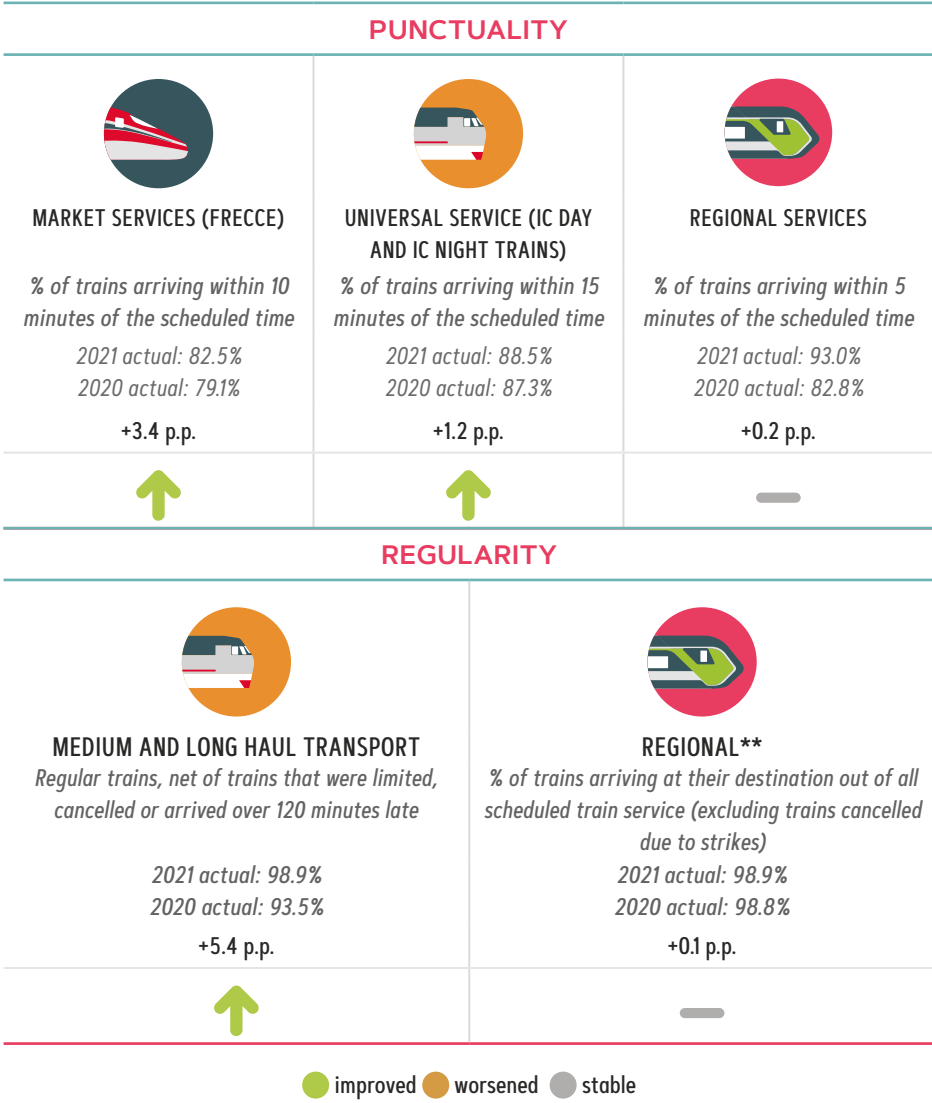 PUNCTUALITY
MARKET SERVICES (FRECCE)
% of trains arriving within 10
minutes of the scheduled time
2021 actual: 82.5%
2020 actual: 79.1%
+3.4 p.p.
UNIVERSAL SERVICE (IC DAY
AND IC NIGHT TRAINS)
% of trains arriving within 15
minutes of the scheduled time
2021 actual: 88.5%
2020 actual: 87.3%
+1.2 p.p.
REGIONAL SERVICES
% of trains arriving within 5
minutes of the scheduled time
2021 actual: 93.0%
2020 actual: 82.8%
+0.2 p.p.
REGULARITY
MEDIUM AND LONG HAUL TRANSPORT
Regular trains, net of trains that were limited,
cancelled or arrived over 120 minutes late
2021 actual: 98.9%
2020 actual: 93.5%
+5.4 p.p.
REGIONAL**
% of trains arriving at their destination out of all
scheduled train service (excluding trains cancelled
due to strikes)
2021 actual: 98.9%
2020 actual: 98.8%
+0.1 p.p.
improved worsened stable